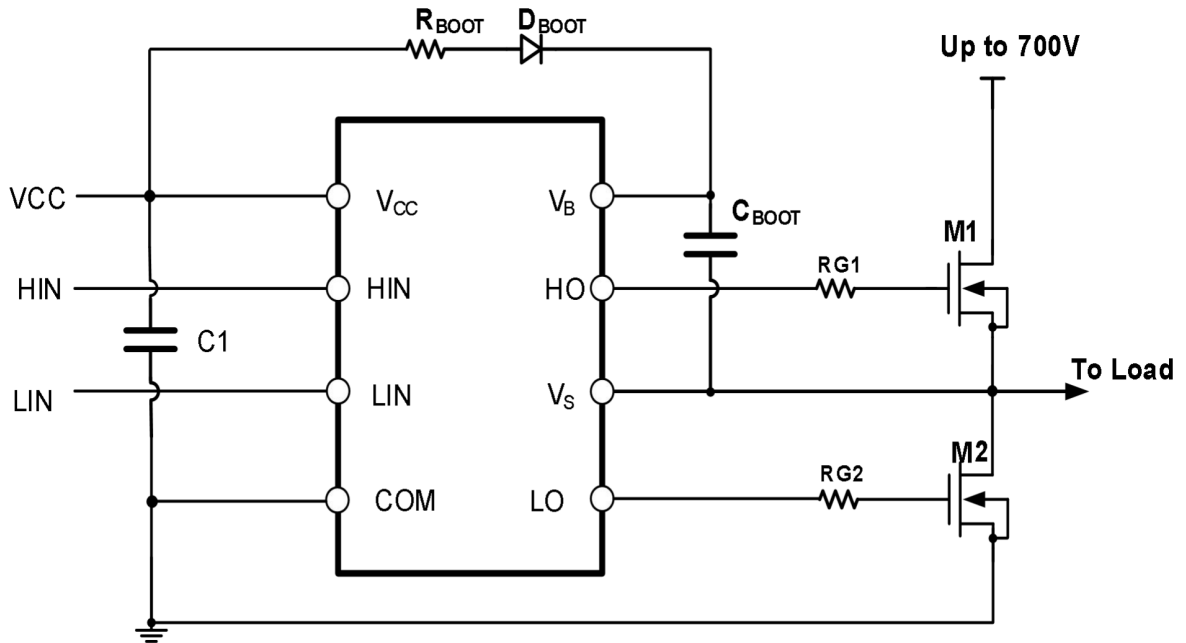 RBOOT
DBOOT
Up to 700V
VCC
VCC
VB
CBOOT
M1
HIN
HIN
HO
RG1
C1
To Load
LIN
LIN
VS
M2
COM
LO
RG2